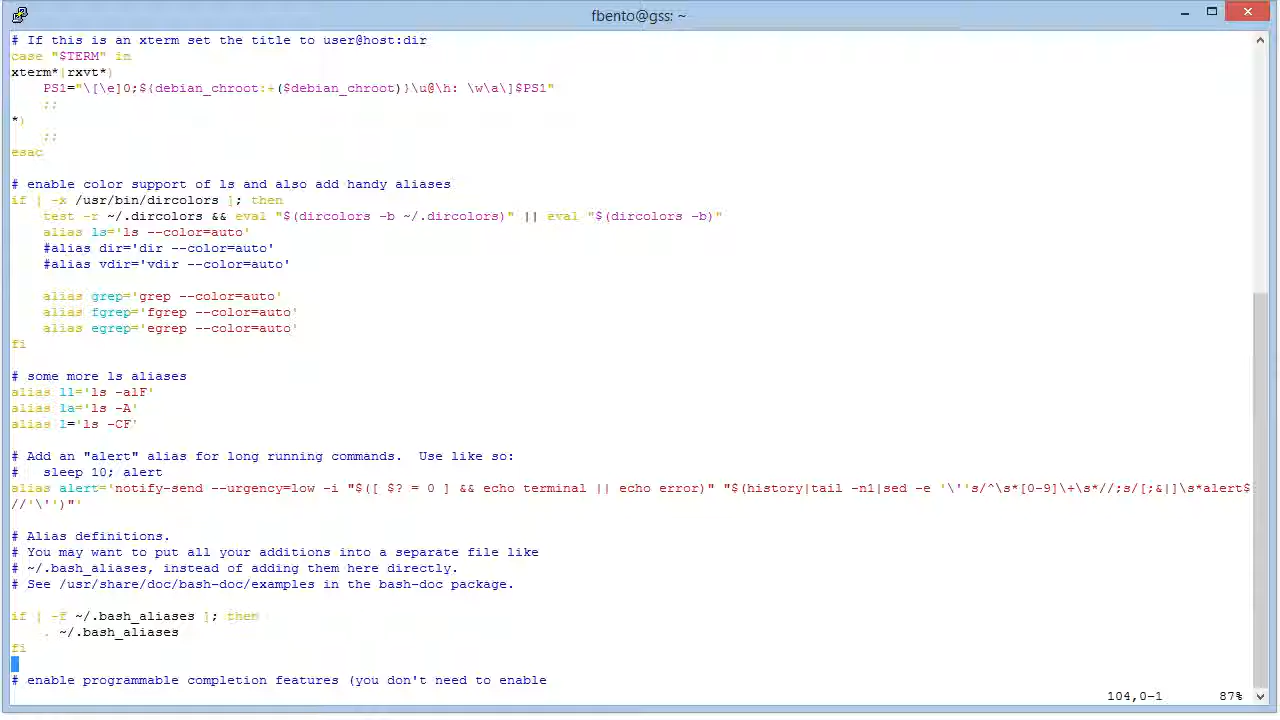 fbento@gss: ~
# If this is an xterm set the title to user@host:dir
case "$TERM" in
xterm*|rxvt*)
PS1="\[\e]0;${debian_chroot:+($debian_chroot)}\u@\h: \w\a\]$PS1"
;;
*)
;;
esac
# enable color support of ls and also add handy aliases
if [ -x /usr/bin/dircolors ]; then
test -r ~/.dircolors && eval "$(dircolors -b ~/.dircolors)" || eval "$(dircolors -b)"
alias ls='ls --color=auto'
#alias dir='dir --color=auto'
#alias vdir='vdir --color=auto'
alias grep='grep --color=auto'
alias fgrep='fgrep --color=auto'
alias egrep='egrep --color=auto'
fi
# some more ls aliases
alias ll='ls -alF'
alias la='ls -A'
alias l='ls -CF'
# Add an "alert" alias for long running commands.  Use like so:
#   sleep 10; alert
alias alert='notify-send --urgency=low -i "$([ $? = 0 ] && echo terminal || echo error)" "$(history|tail -n1|sed -e '\''s/^\s*[0-9]\+\s*//;s/[;&|]\s*alert$
//'\'')"'
# Alias definitions.
# You may want to put all your additions into a separate file like
# ~/.bash_aliases, instead of adding them here directly.
# See /usr/share/doc/bash-doc/examples in the bash-doc package.
if [ -f ~/.bash_aliases ]; then
. ~/.bash_aliases
fi
# enable programmable completion features (you don't need to enable
104,0-1 87%